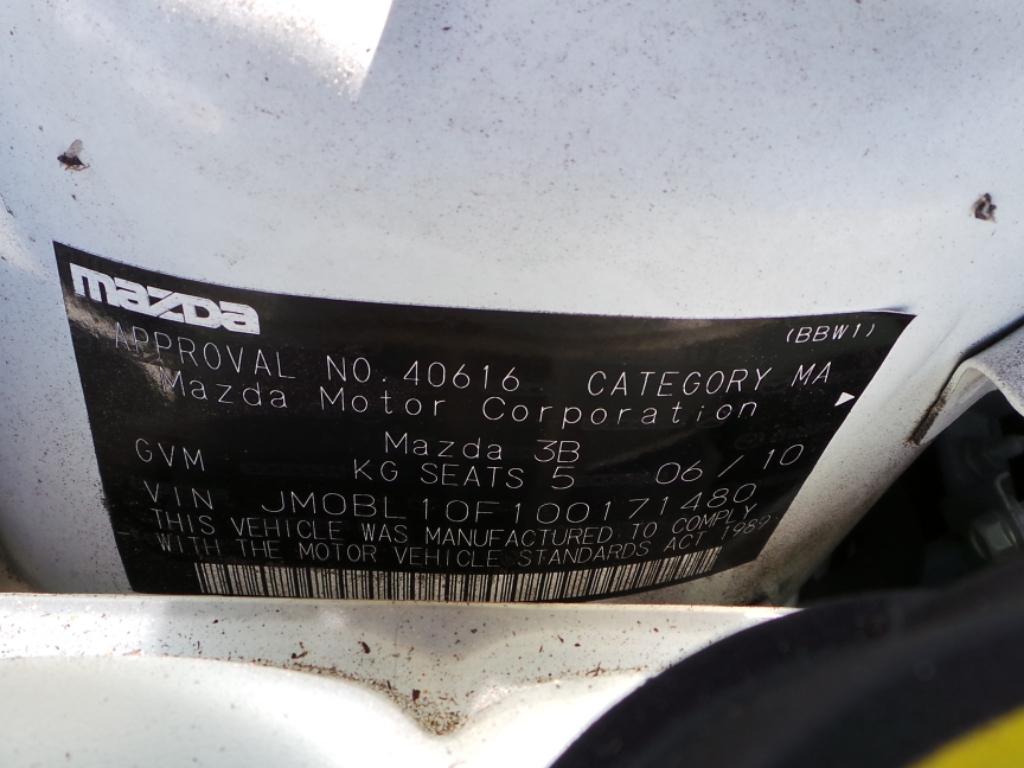 mazda
(BBW1)
APPROVAL NO. 40616 CATEGORY MA
Mazda Motor Corporation
Mazda 3B
GVM KG SEATS 5 06/10
VIN JM0BL10F100171480
THIS VEHICLE WAS MANUFACTURED TO COMPLY
WITH THE MOTOR VEHICLE STANDARDS ACT 1989